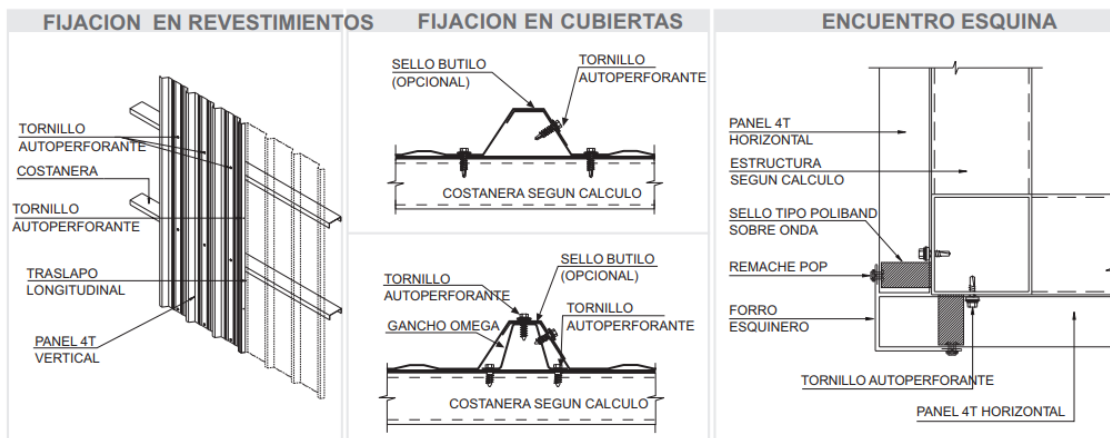 FIJACION EN REVESTIMIENTOS
TORNILLO
AUTOPERFORANTE
COSTANERA
TORNILLO
AUTOPERFORANTE
TRASLAPO
LONGITUDINAL
PANEL 4T
VERTICAL
FIJACION EN CUBIERTAS
SELLO BUTILO
(OPCIONAL)
TORNILLO
AUTOPERFORANTE
COSTANERA SEGUN CALCULO
TORNILLO
AUTOPERFORANTE
GANCHO OMEGA
SELLO BUTILO
(OPCIONAL)
TORNILLO
AUTOPERFORANTE
COSTANERA SEGUN CALCULO
ENCUENTRO ESQUINA
PANEL 4T
HORIZONTAL
ESTRUCTURA
SEGUN CALCULO
SELLO TIPO POLIBAND
SOBRE ONDA
REMACHE POP
FORRO
ESQUINERO
TORNILLO AUTOPERFORANTE
PANEL 4T HORIZONTAL